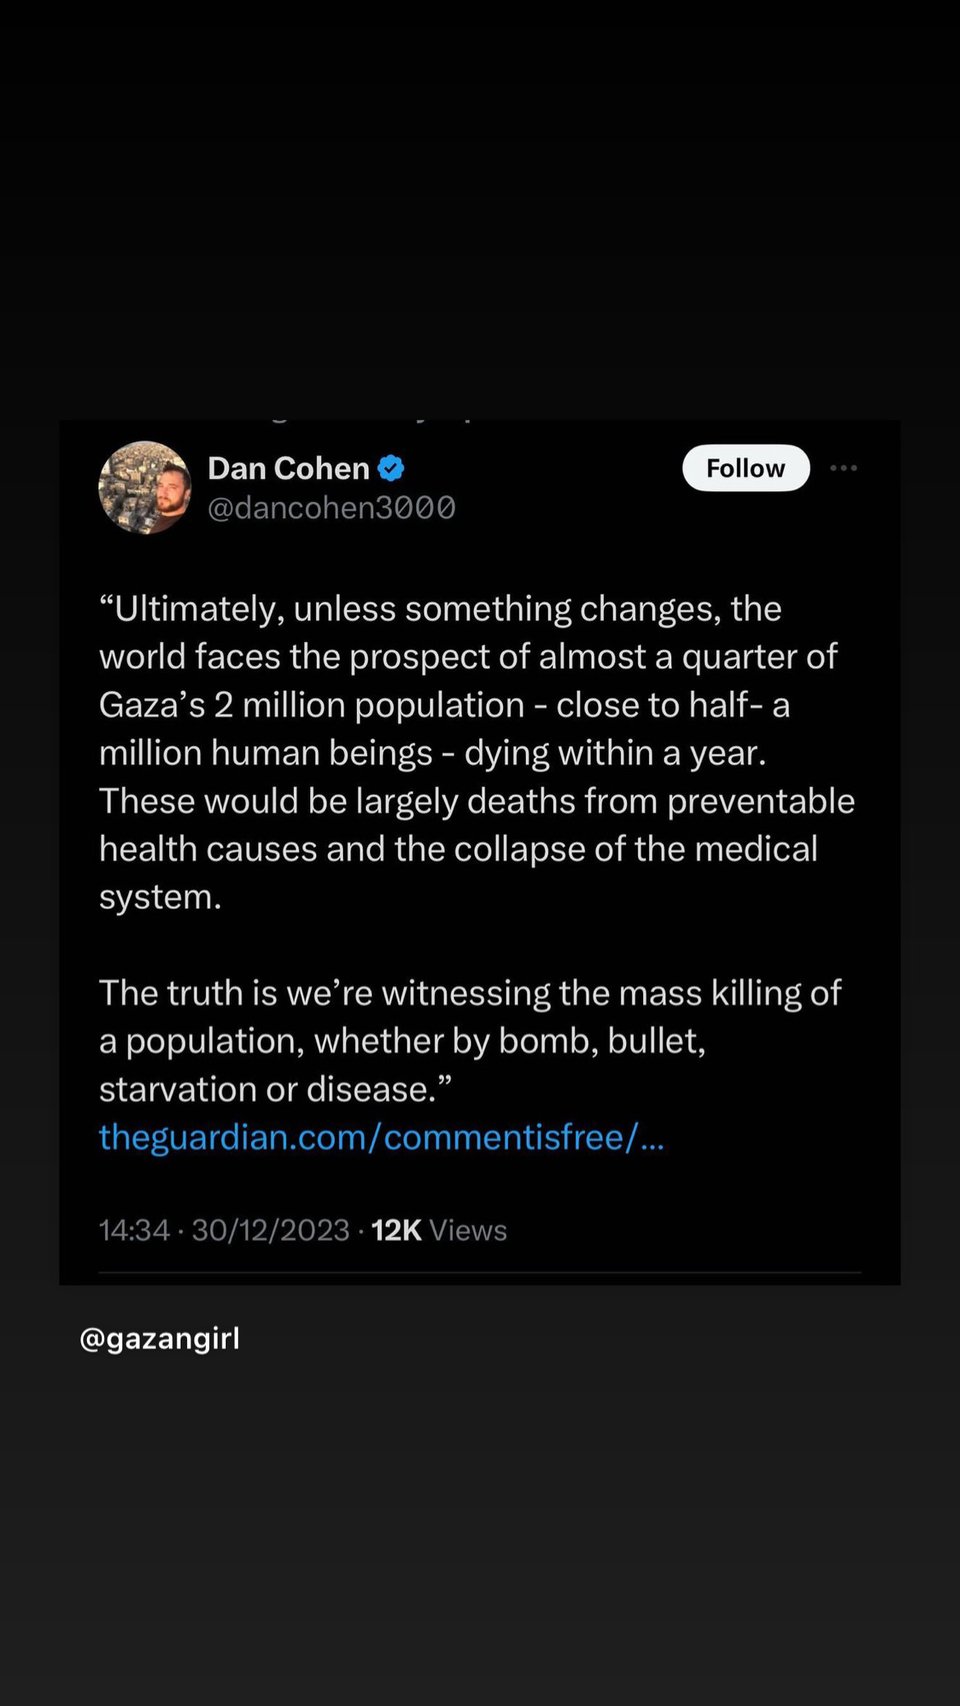 Dan Cohen
Follow
@dancohen3000
“Ultimately, unless something changes, the
world faces the prospect of almost a quarter of
Gaza’s 2 million population - close to half- a
million human beings - dying within a year.
These would be largely deaths from preventable
health causes and the collapse of the medical
system.
The truth is we’re witnessing the mass killing of
a population, whether by bomb, bullet,
starvation or disease.”
theguardian.com/commentisfree/...
14:34 · 30/12/2023 · 12K Views
@gazangirl